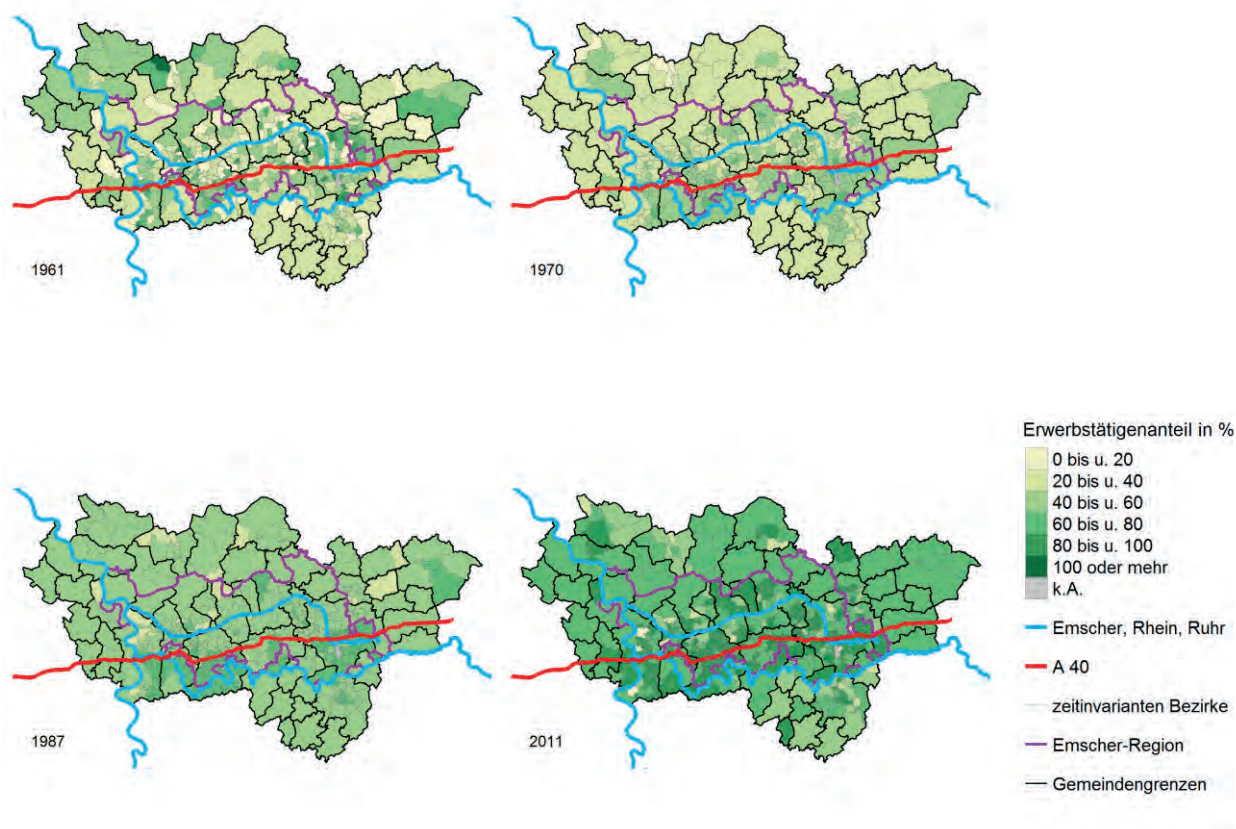 1961
1970
1987
2011
Erwerbstätigenanteil in %
0 bis u. 20
20 bis u. 40
40 bis u. 60
60 bis u. 80
80 bis u. 100
100 oder mehr
k.A.
Emscher, Rhein, Ruhr
A 40
zeitinvarianten Bezirke
Emscher-Region
Gemeindengrenzen